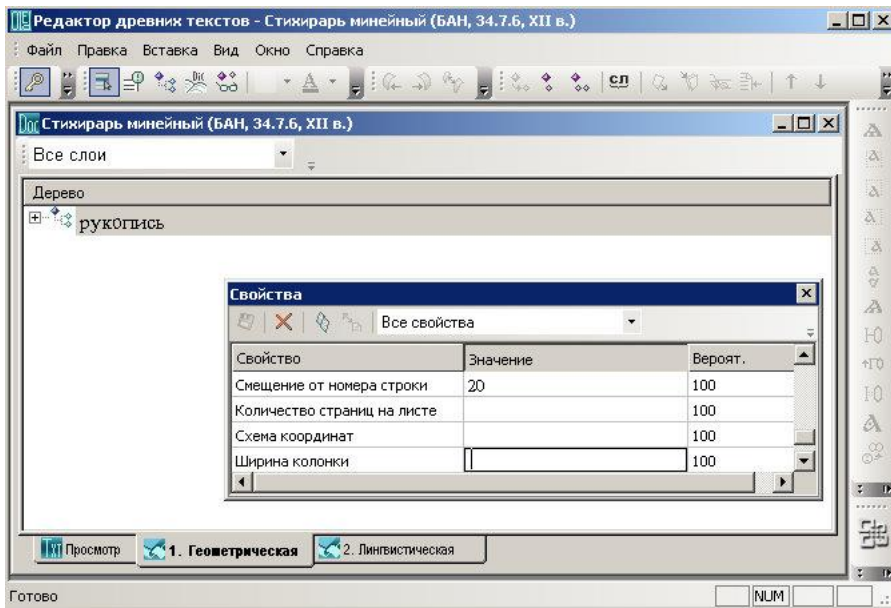 Редактор древних текстов - Стихирарь минейный (БАН, 34.7.6, XII в.)
Файл Правка Вставка Вид Окно Справка
СЛ
Doc Стихирарь минейный (БАН, 34.7.6, XII в.)
Все слои
Дерево
рукопись
Свойства
Все свойства
Свойство Значение Вероят.
Смещение от номера строки 20 100
Количество страниц на листе 100
Схема координат 100
Ширина колонки 100
Txt Просмотр 1. Геометрическая 2. Лингвистическая
Готово NUM